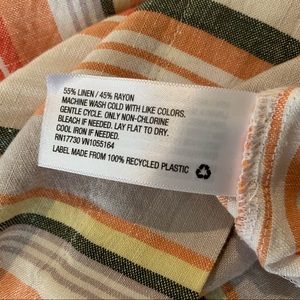 55% LINEN / 45% RAYON
MACHINE WASH COLD WITH LIKE COLORS.
GENTLE CYCLE. ONLY NON-CHLORINE
BLEACH IF NEEDED. LAY FLAT TO DRY.
COOL IRON IF NEEDED.
RN17730 VN1055164
LABEL MADE FROM 100% RECYCLED PLASTIC